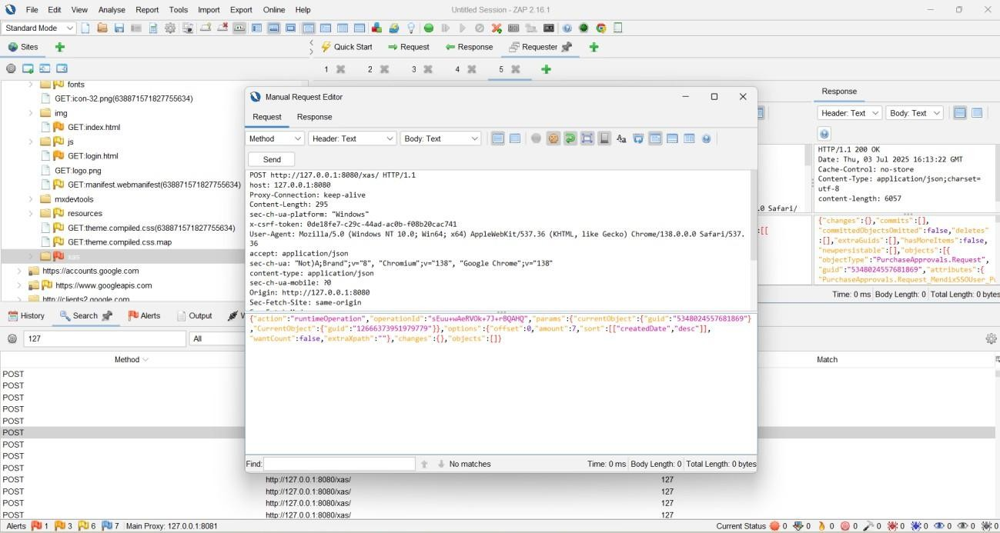 File Edit View Analyse Report Tools Import Export Online Help
Untitled Session - ZAP 2.16.1
Standard Mode
Sites
Quick Start Request Response Requester
1 2 3 4 5
fonts
GET:icon-32.png(638871571827755634)
img
GET:index.html
js
GET:login.html
GET:logo.png
GET:manifest.webmanifest(638871571827755634)
mxdevtools
resources
GET:theme.compiled.css(638871571827755634)
GET:theme.compiled.css.map
xas
https://accounts.google.com
https://www.googleapis.com
http://clients2.google.com
Manual Request Editor
Request Response
Method Header: Text Body: Text
Send
POST http://127.0.0.1:8080/xas/ HTTP/1.1
host: 127.0.0.1:8080
Proxy-Connection: keep-alive
Content-Length: 295
sec-ch-ua-platform: "Windows"
x-csrf-token: 0de18fe7-c29c-44ad-ac0b-f08b20cac741
User-Agent: Mozilla/5.0 (Windows NT 10.0; Win64; x64) AppleWebKit/537.36 (KHTML, like Gecko) Chrome/138.0.0.0 Safari/537.
36
accept: application/json
sec-ch-ua: "Not)A;Brand";v="8", "Chromium";v="138", "Google Chrome";v="138"
content-type: application/json
sec-ch-ua-mobile: ?0
Origin: http://127.0.0.1:8080
Sec-Fetch-Site: same-origin
{"action":"runtimeOperation","operationId":"sEuu+wAeRVOk+7J+rBQAHQ","params":{"currentObject":{"guid":"5348024557681869"}
,"CurrentObject":{"guid":"12666373951979779"}},"options":{"offset":0,"amount":7,"sort":[["createdDate","desc"]],
"wantCount":false,"extraXpath":""},"changes":{},"objects":[]}
Find: No matches Time: 0 ms Body Length: 0 Total Length: 0 bytes
.0 Safari/
[[
Response
Header: Text Body: Text
HTTP/1.1 200 OK
Date: Thu, 03 Jul 2025 16:13:22 GMT
Cache-Control: no-store
Content-Type: application/json;charset=
utf-8
content-length: 6057
{"changes":{},"commits":[],
"committedObjectsOmitted":false,"deletes"
:[],"extraGuids":[],"hasMoreItems":false,
"newpersistable":[],"objects":[{
"objectType":"PurchaseApprovals.Request",
"guid":"5348024557681869","attributes":{
"PurchaseApprovals.Request_MendixSSOUser_Pu
Time: 0 ms Body Length: 0 Total Length: 0 bytes
History Search Alerts Output
127 All
Method Match
POST
POST
POST
POST
POST
POST
POST
POST
POST
POST http://127.0.0.1:8080/xas/ 127
POST http://127.0.0.1:8080/xas/ 127
POST http://127.0.0.1:8080/xas/ 127
POST http://127.0.0.1:8080/xas/ 127
Alerts 1 3 6 7 Main Proxy: 127.0.0.1:8081
Current Status 0 0 0 0 0 0 0 0 0 0